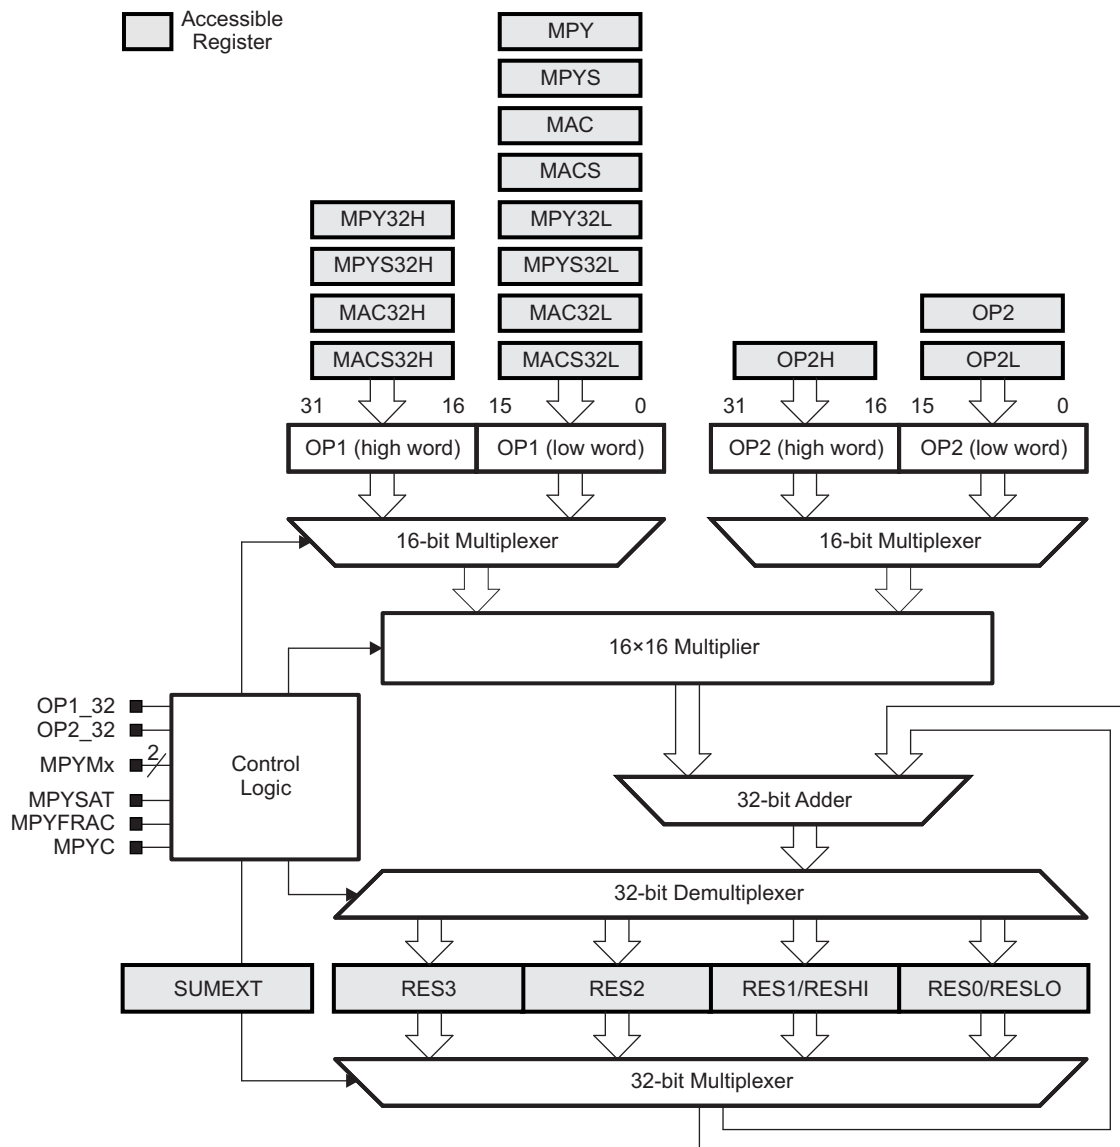 Accessible
Register
MPY
MPYS
MAC
MACS
MPY32H
MPY32L
MPYS32H
MPYS32L
MAC32H
MAC32L
OP2
MACS32H
MACS32L
OP2H
OP2L
31 16 15 0
31 16 15 0
OP1 (high word)
OP1 (low word)
OP2 (high word)
OP2 (low word)
16-bit Multiplexer
16-bit Multiplexer
16×16 Multiplier
OP1_32
OP2_32
MPYMx
2
MPYSAT
MPYFRAC
MPYC
Control
Logic
32-bit Adder
32-bit Demultiplexer
SUMEXT
RES3
RES2
RES1/RESHI
RES0/RESLO
32-bit Multiplexer